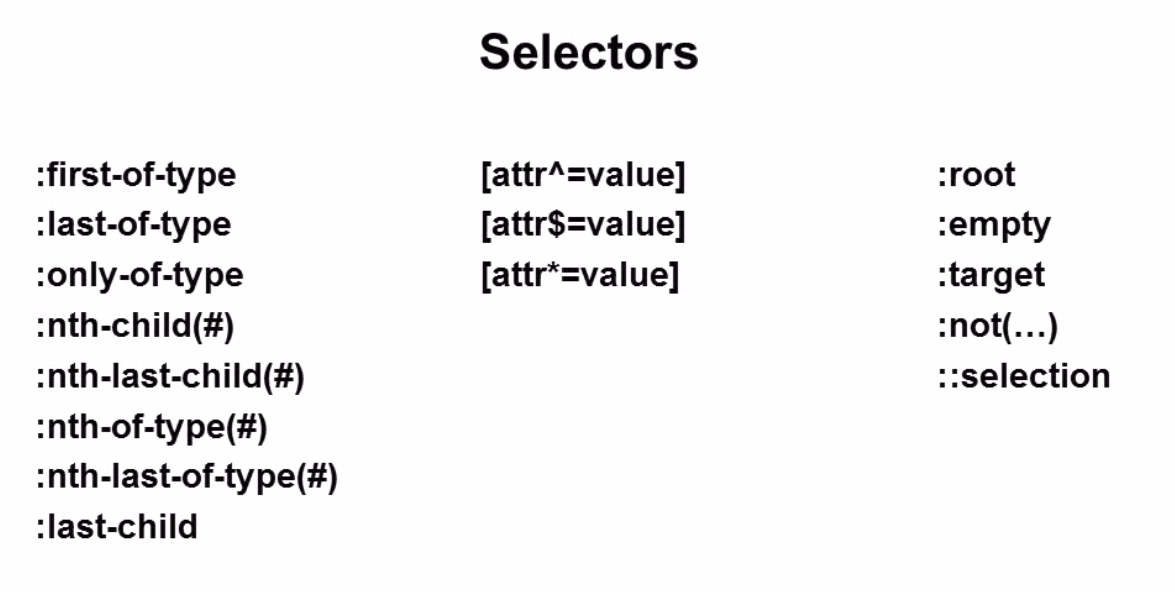 Selectors
:first-of-type
:last-of-type
:only-of-type
:nth-child(#)
:nth-last-child(#)
:nth-of-type(#)
:nth-last-of-type(#)
:last-child
[attr^=value]
[attr$=value]
[attr*=value]
:root
:empty
:target
:not(…)
::selection